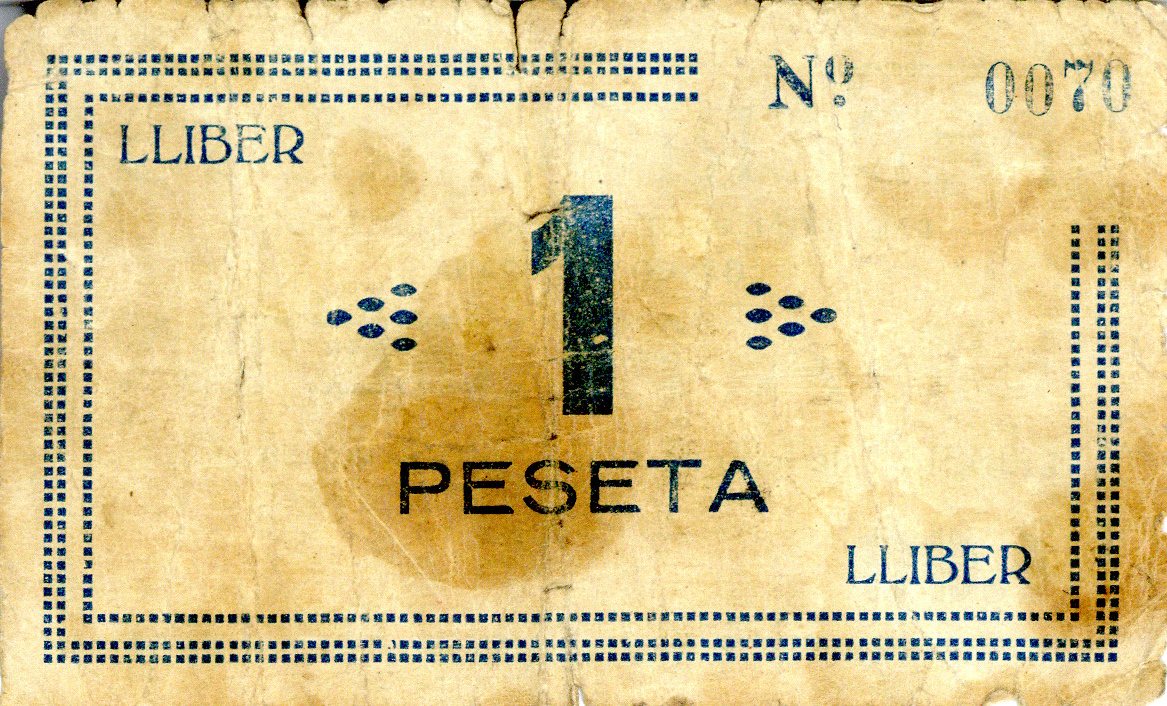 Nº 0070
LLIBER
1
PESETA
LLIBER